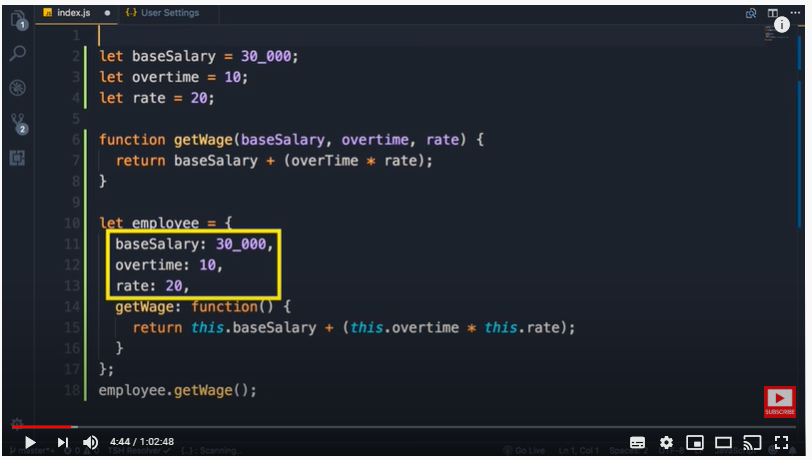 index.js
{..} User Settings
...
1
1
2 let baseSalary = 30_000;
3 let overtime = 10;
4 let rate = 20;
5
6 function getWage(baseSalary, overtime, rate) {
7 return baseSalary + (overTime * rate);
8 }
9
10 let employee = {
11 baseSalary: 30_000,
12 overtime: 10,
13 rate: 20,
14 getWage: function() {
15 return this.baseSalary + (this.overtime * this.rate);
16 }
17 };
18 employee.getWage();
2
SUBSCRIBE
4:44 / 1:02:48
master*
TSH Resolver
Scanning...
Go Live
Ln 1, Col 1